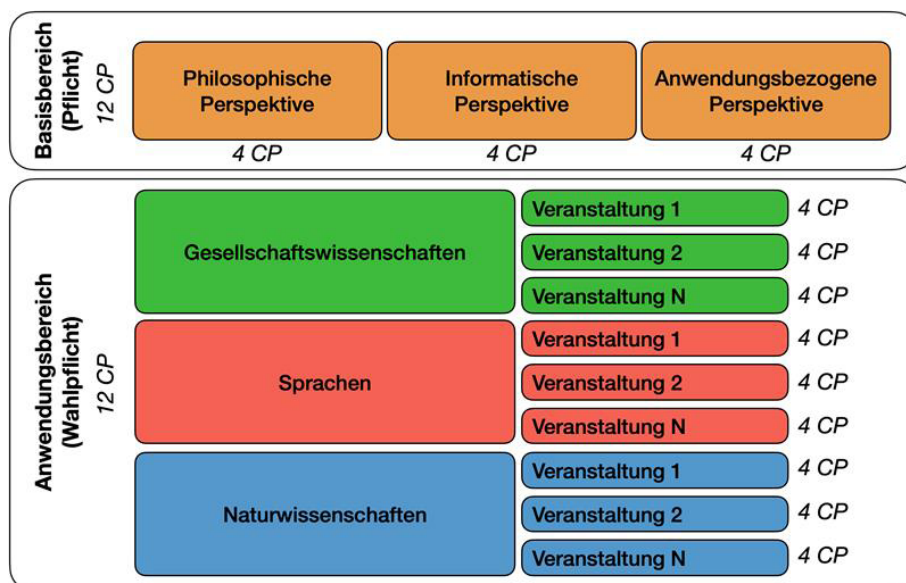 Basisbereich
(Pflicht)
12 CP
Philosophische
Perspektive
Informatische
Perspektive
Anwendungsbezogene
Perspektive
4 CP
4 CP
4 CP
Anwendungsbereich
(Wahlpflicht)
12 CP
Gesellschaftswissenschaften
Veranstaltung 1
4 CP
Veranstaltung 2
4 CP
Veranstaltung N
4 CP
Sprachen
Veranstaltung 1
4 CP
Veranstaltung 2
4 CP
Veranstaltung N
4 CP
Naturwissenschaften
Veranstaltung 1
4 CP
Veranstaltung 2
4 CP
Veranstaltung N
4 CP